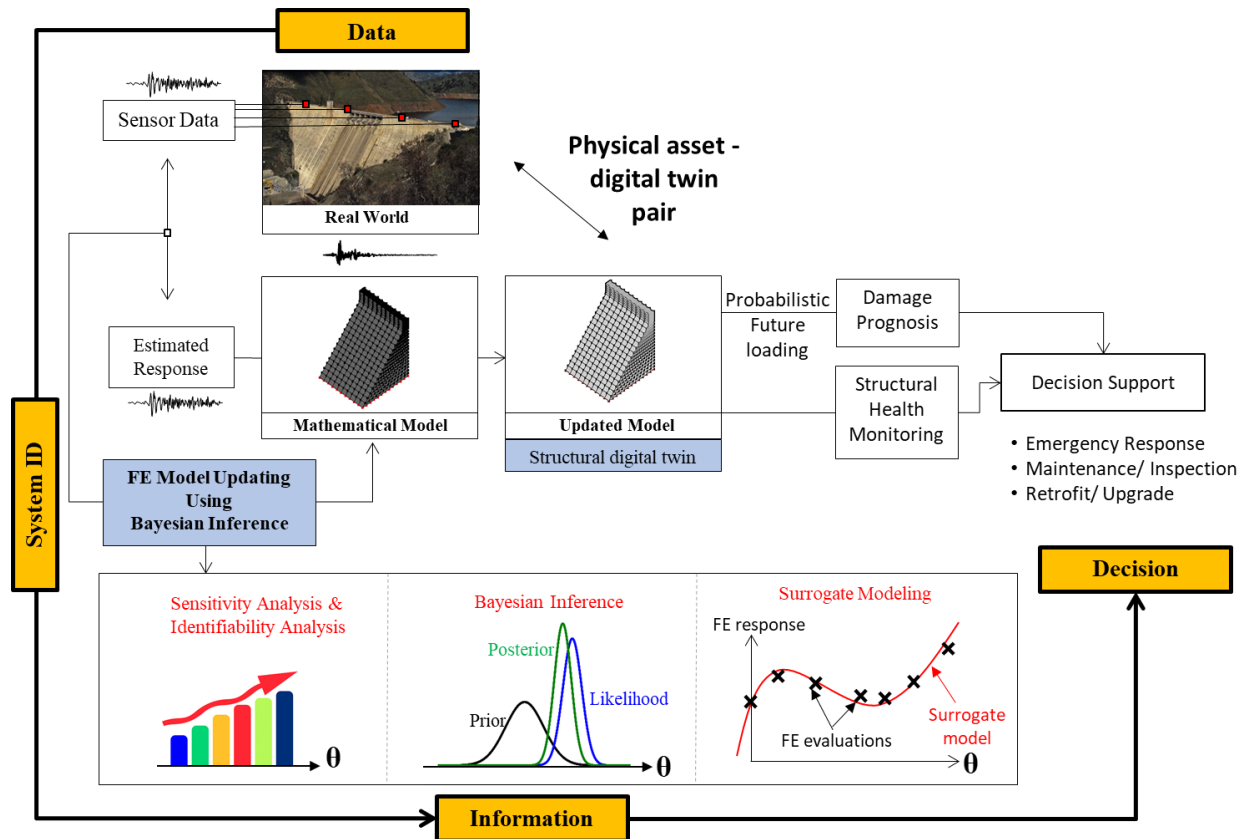 Data
Sensor Data
Real World
Physical asset -
digital twin
pair
Estimated
Response
Mathematical Model
Updated Model
Structural digital twin
Probabilistic
Future
loading
Damage
Prognosis
Structural
Health
Monitoring
Decision Support
• Emergency Response
• Maintenance/ Inspection
• Retrofit/ Upgrade
System ID
FE Model Updating
Using
Bayesian Inference
Decision
Sensitivity Analysis &
Identifiability Analysis
θ
Bayesian Inference
Posterior
Likelihood
Prior
θ
Surrogate Modeling
FE response
FE evaluations
Surrogate
model
θ
Information